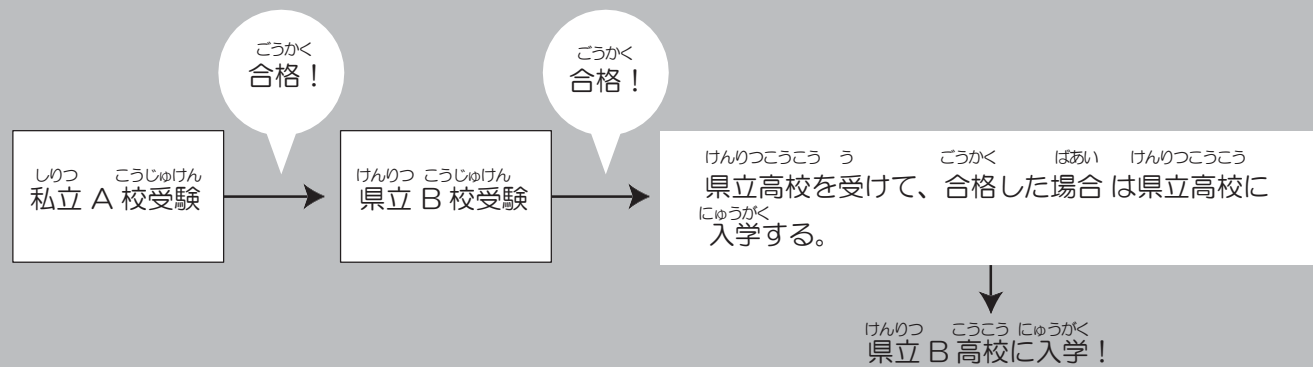 ごうかく
合格！
ごうかく
合格！
しりつ こうじゅけん
私立 A 校受験
けんりつ こうじゅけん
県立 B 校受験
けんりつこうこう う ごうかく ばあい けんりつこうこう
県立高校を受けて、合格した場合 は県立高校に
にゅうがく
入学する。
けんりつ こうこう にゅうがく
県立 B 高校に入学！